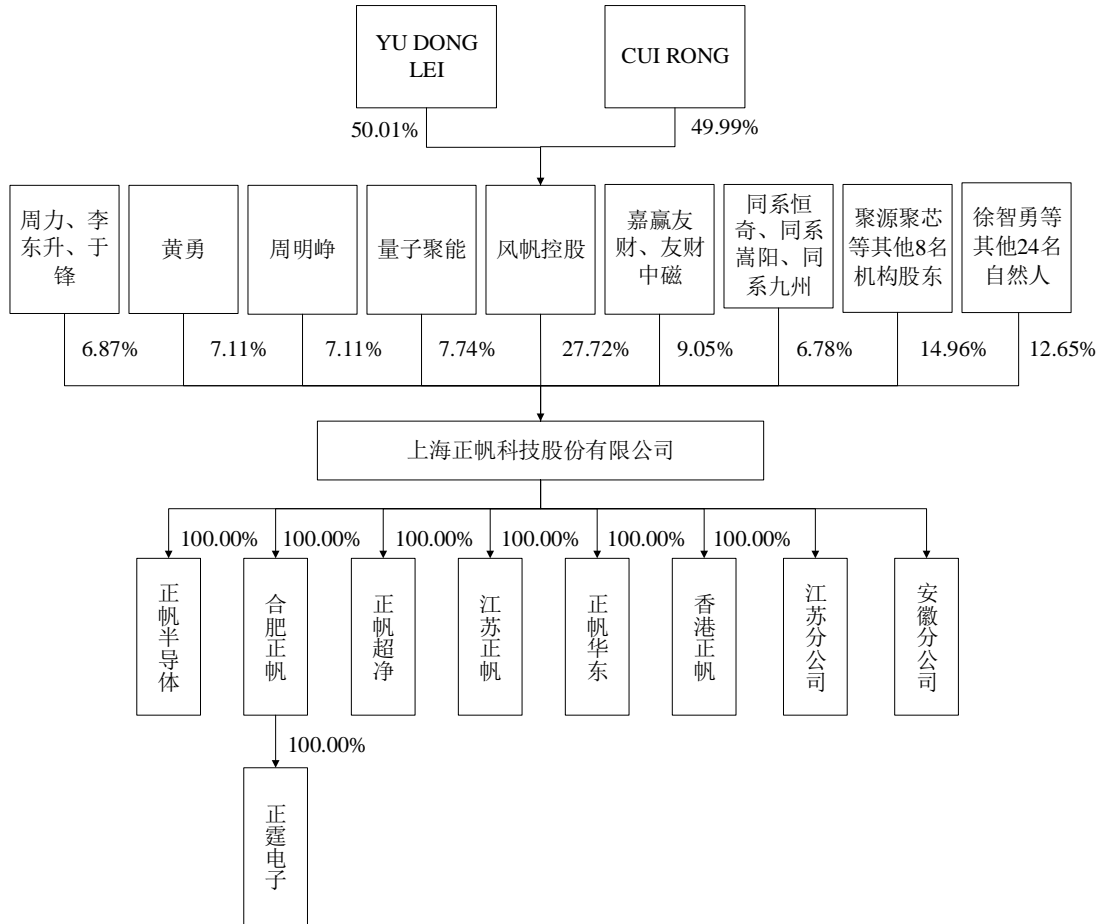 YU DONG
LEI
CUI RONG
50.01%
49.99%
周力、李
东升、于
锋
黄勇
周明峥
量子聚能
风帆控股
嘉赢友
财、友财
中磁
同系恒
奇、同系
嵩阳、同
系九州
聚源聚芯
等其他8名
机构股东
徐智勇等
其他24名
自然人
6.87%
7.11%
7.11%
7.74%
27.72%
9.05%
6.78%
14.96%
12.65%
上海正帆科技股份有限公司
100.00%
100.00%
100.00%
100.00%
100.00%
100.00%
正帆半导体
合肥正帆
正帆超净
江苏正帆
正帆华东
香港正帆
江苏分公司
安徽分公司
100.00%
正霆电子